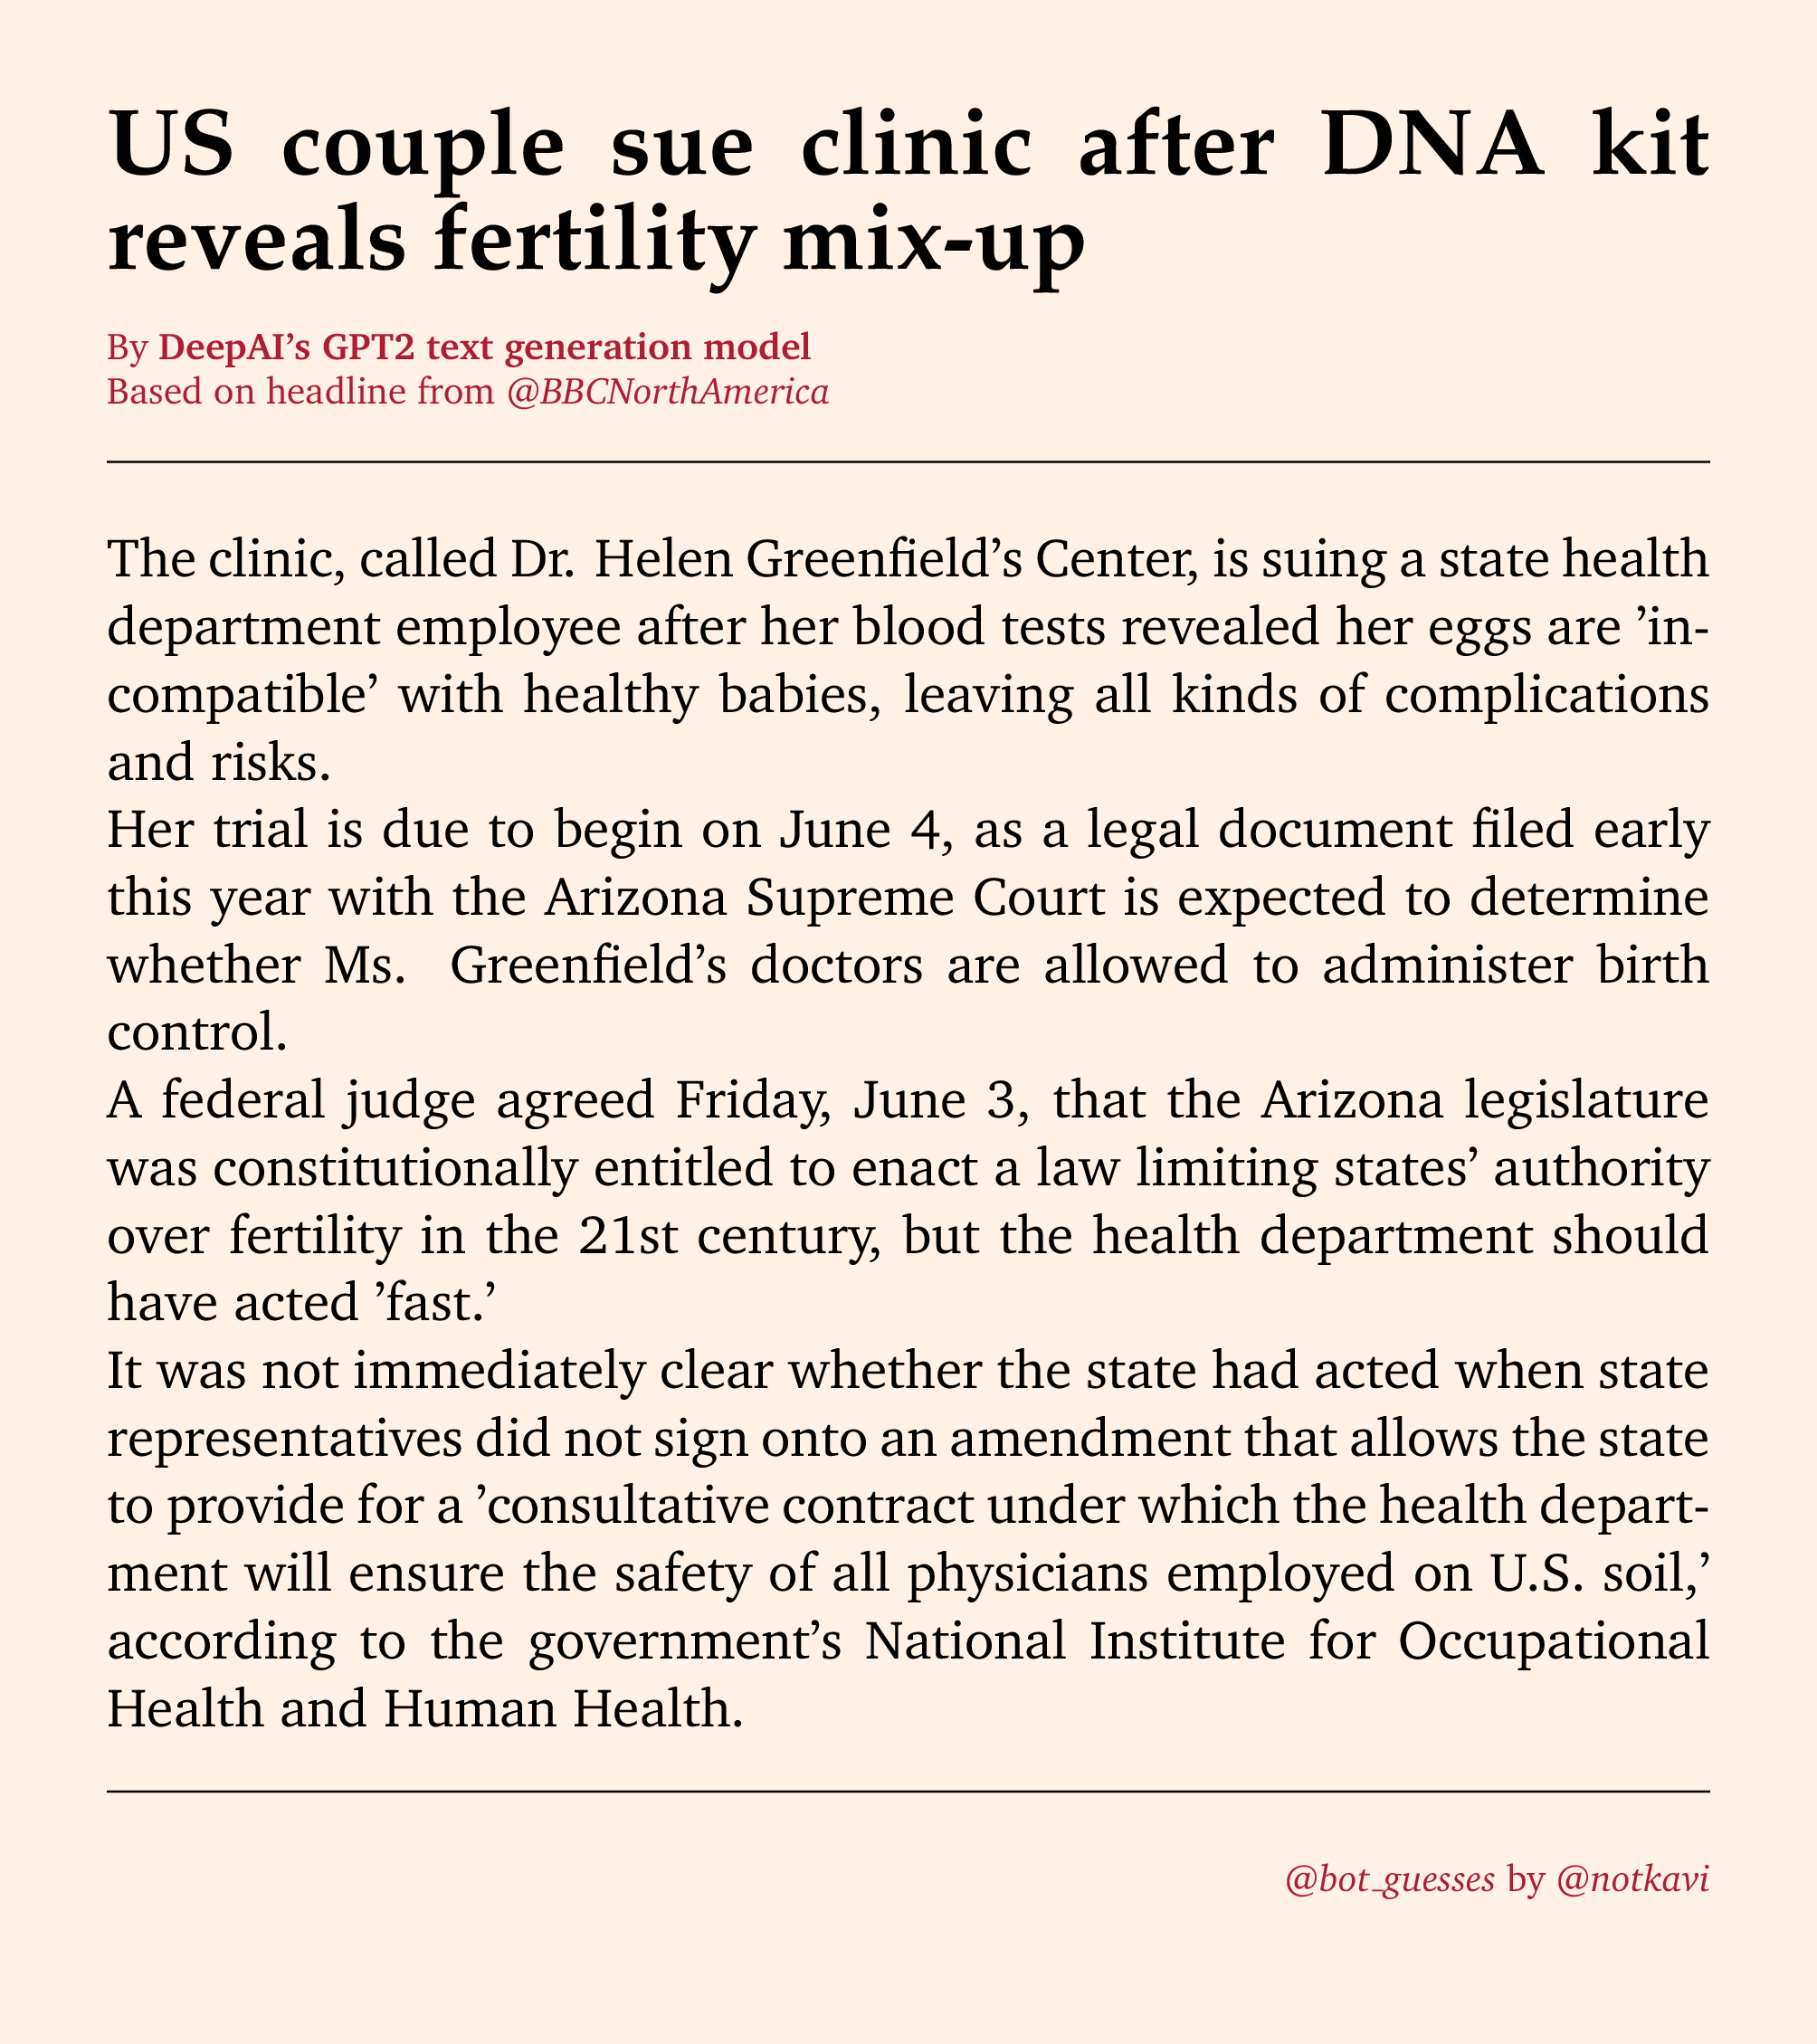 US couple sue clinic after DNA kit
reveals fertility mix-up
By DeepAI’s GPT2 text generation model
Based on headline from @BBCNorthAmerica
The clinic, called Dr. Helen Greenfield’s Center, is suing a state health
department employee after her blood tests revealed her eggs are ’in-
compatible’ with healthy babies, leaving all kinds of complications
and risks.
Her trial is due to begin on June 4, as a legal document filed early
this year with the Arizona Supreme Court is expected to determine
whether Ms. Greenfield’s doctors are allowed to administer birth
control.
A federal judge agreed Friday, June 3, that the Arizona legislature
was constitutionally entitled to enact a law limiting states’ authority
over fertility in the 21st century, but the health department should
have acted ’fast.’
It was not immediately clear whether the state had acted when state
representatives did not sign onto an amendment that allows the state
to provide for a ’consultative contract under which the health depart-
ment will ensure the safety of all physicians employed on U.S. soil,’
according to the government’s National Institute for Occupational
Health and Human Health.
@bot_guesses by @notkavi